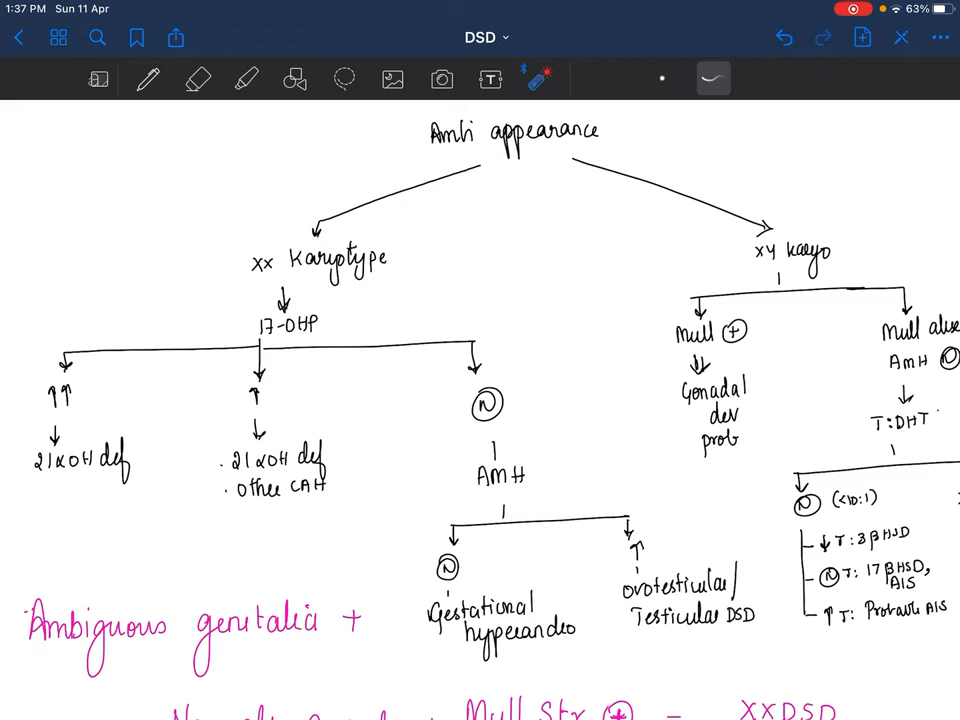 1:37 PM Sun 11 Apr
63%
DSD
T
Ambi appearance
XX Karyptype
XY karyo
17-OHP
Mull +
Mull abse
AMH N
↑↑
↑
N
Gonadal
dev
prob
T:DHT
21αOH def
. 21αOH def
. Other CAH
AMH
N (<10:1)
N
↑
↓ T: 3βHSD
N T: 17βHSD,
AIS
↑ T: Probable AIS
Gestational
hyperandro
Ovotesticular/
Testicular DSD
Ambiguous genitalia +
Mull Str + = XXDSD